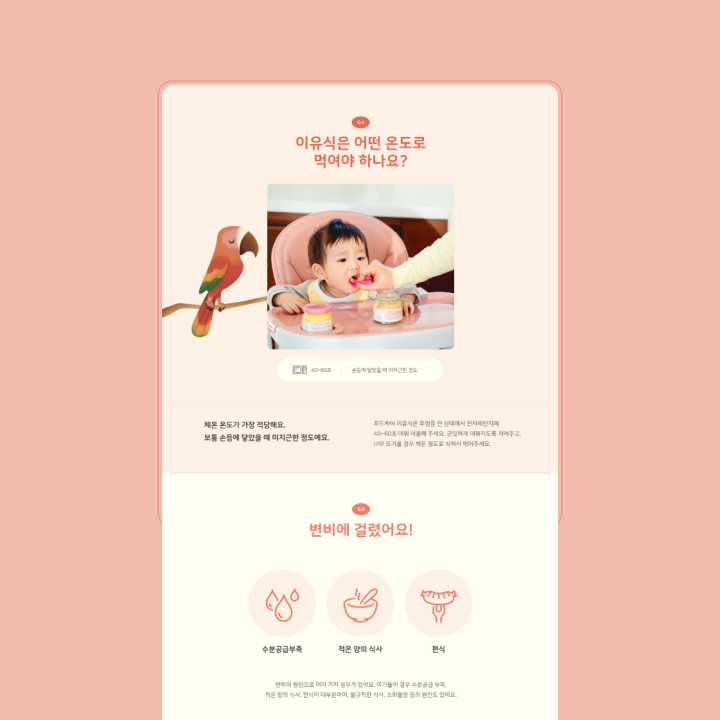 Q.4
이유식은 어떤 온도로
먹여야 하나요?
40~60초
손등에 닿았을 때 미지근한 정도
체온 온도가 가장 적당해요.
보통 손등에 닿았을 때 미지근한 정도예요.
푸드케어 이유식은 뚜껑을 연 상태에서 전자레인지에
40~60초 데워 이용해 주세요. 균일하게 데워지도록 저어주고,
너무 뜨거울 경우 체온 정도로 식혀서 먹여주세요.
Q.5
변비에 걸렸어요!
수분공급부족
적은 양의 식사
편식
변비의 원인으로 여러 가지 경우가 있어요. 아기들의 경우 수분공급 부족,
적은 양의 식사, 편식이 대부분이며, 불규칙한 식사, 소화불량 등의 원인도 있어요.